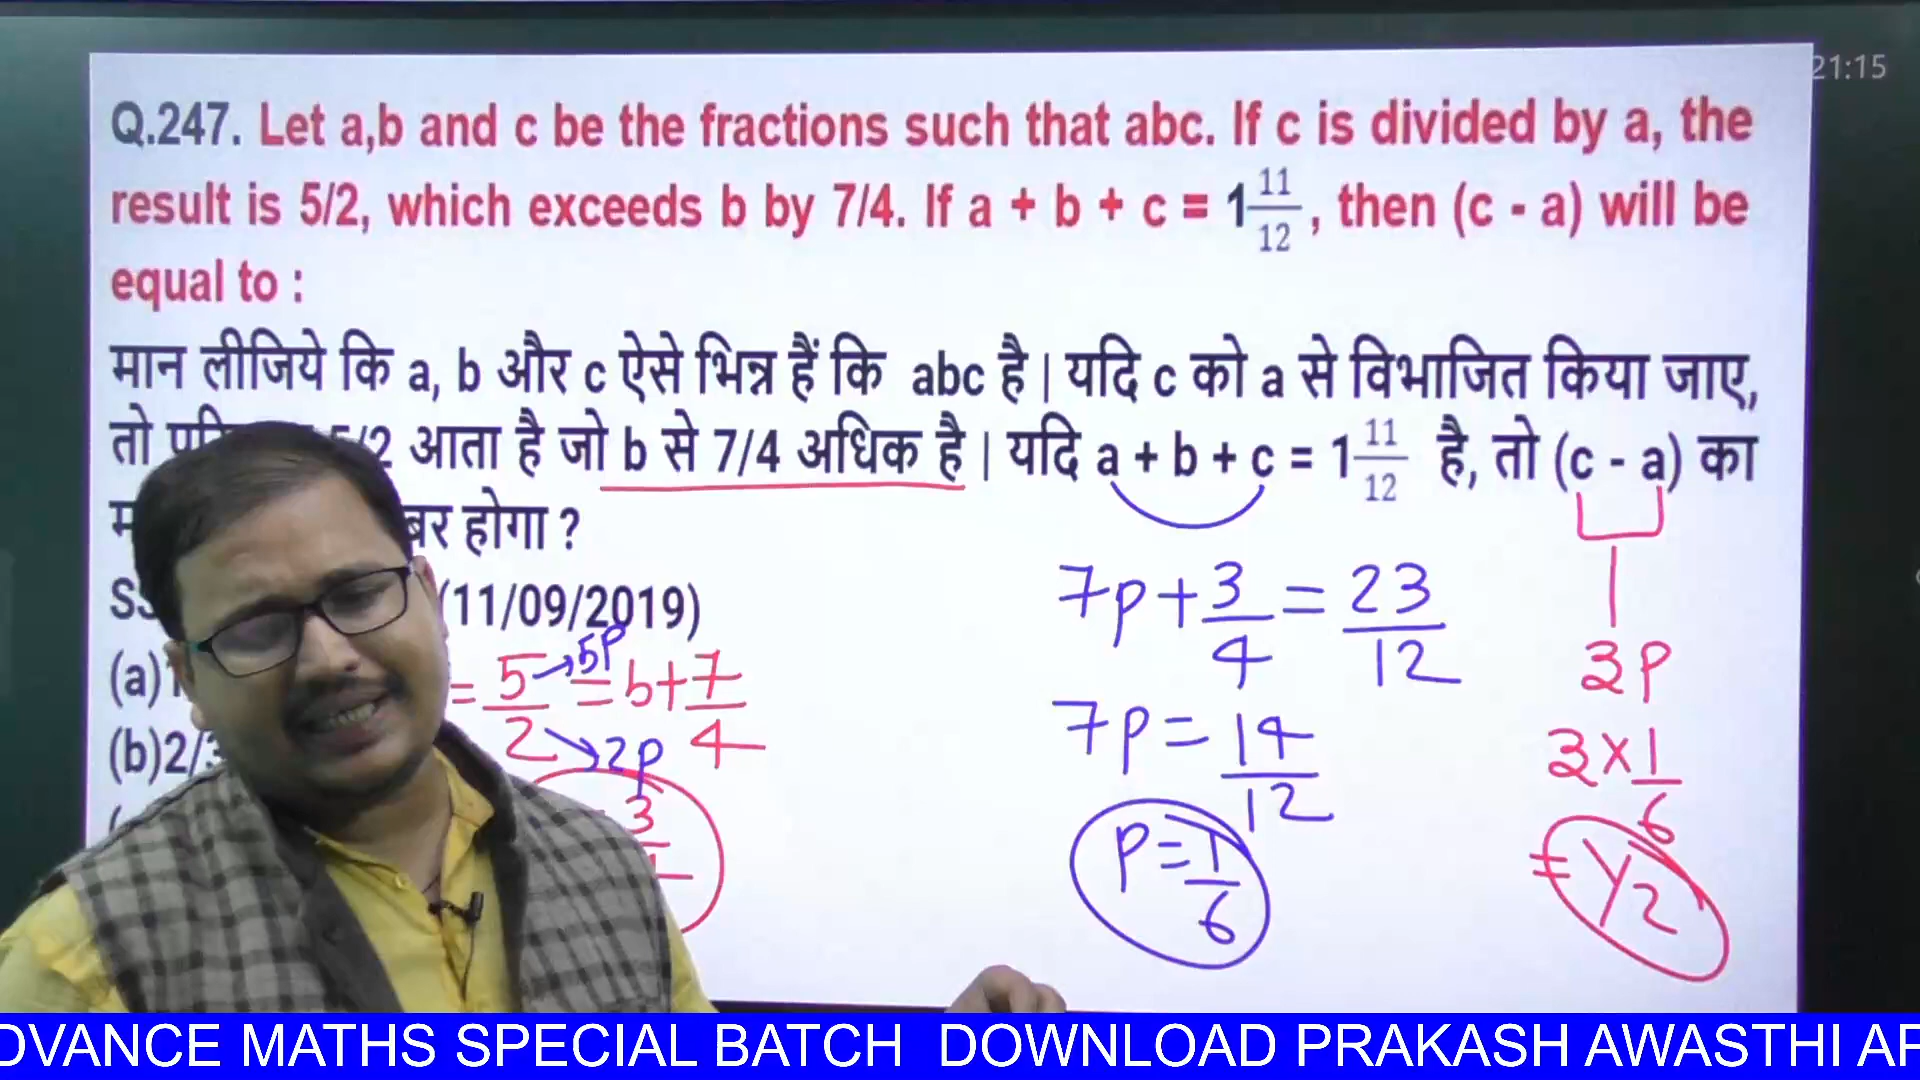 21:15
Q.247. Let a,b and c be the fractions such that abc. If c is divided by a, the
result is 5/2, which exceeds b by 7/4. If a + b + c = 1 11/12 , then (c - a) will be
equal to :
मान लीजिये कि a, b और c ऐसे भिन्न हैं कि abc है | यदि c को a से विभाजित किया जाए,
तो 5/2 आता है जो b से 7/4 अधिक है | यदि a + b + c = 1 11/12 है, तो (c - a) का
होगा ?
(11/09/2019)
(a)
(b)2/3
= 5/2 = b + 7/4
5p
2p
3
7p + 3/4 = 23/12
7p = 14/12
p = 1/6
3p
3 × 1/6
= 1/2
DVANCE MATHS SPECIAL BATCH DOWNLOAD PRAKASH AWASTHI AP